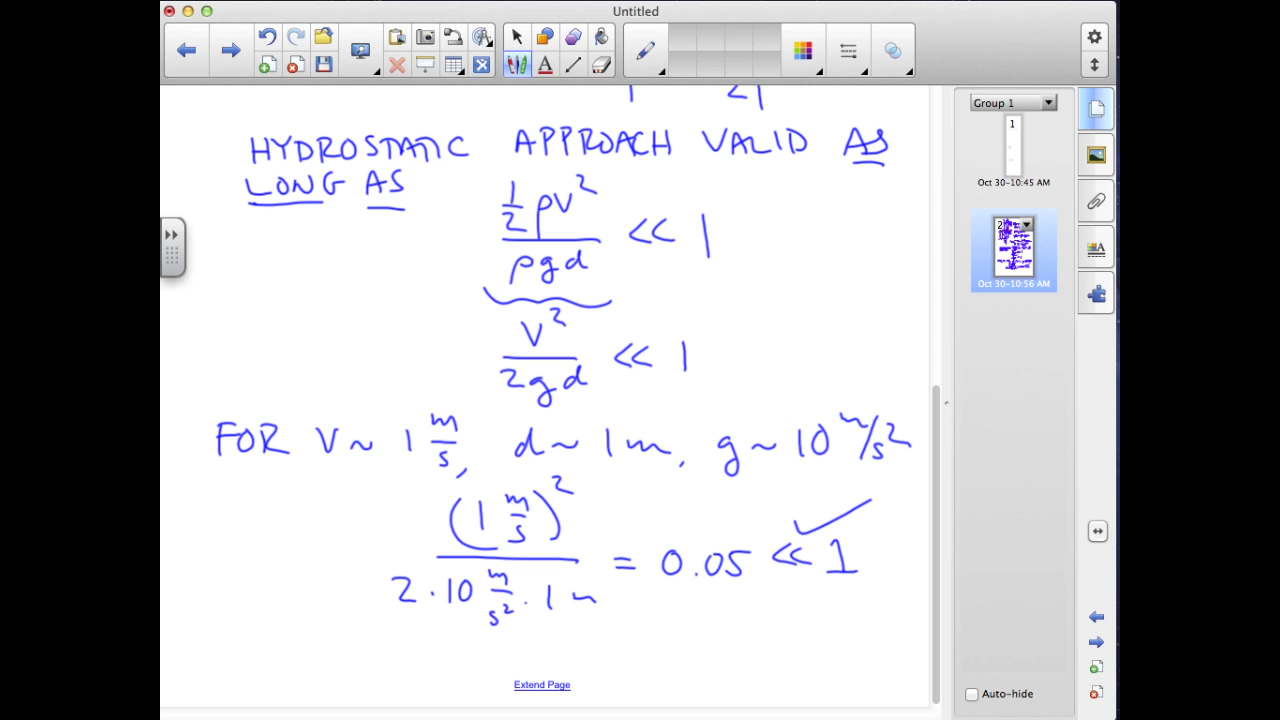 Untitled
HYDROSTATIC APPROACH VALID AS
LONG AS
½ρv² / ρgd << 1
v² / 2gd << 1
FOR V ~ 1 m/s, d ~ 1m, g ~ 10 m/s²
(1 m/s)² / 2 · 10 m/s² · 1 m = 0.05 << 1 ✓
Extend Page
Group 1
1
Oct 30-10:45 AM
2
Oct 30-10:56 AM
Auto-hide